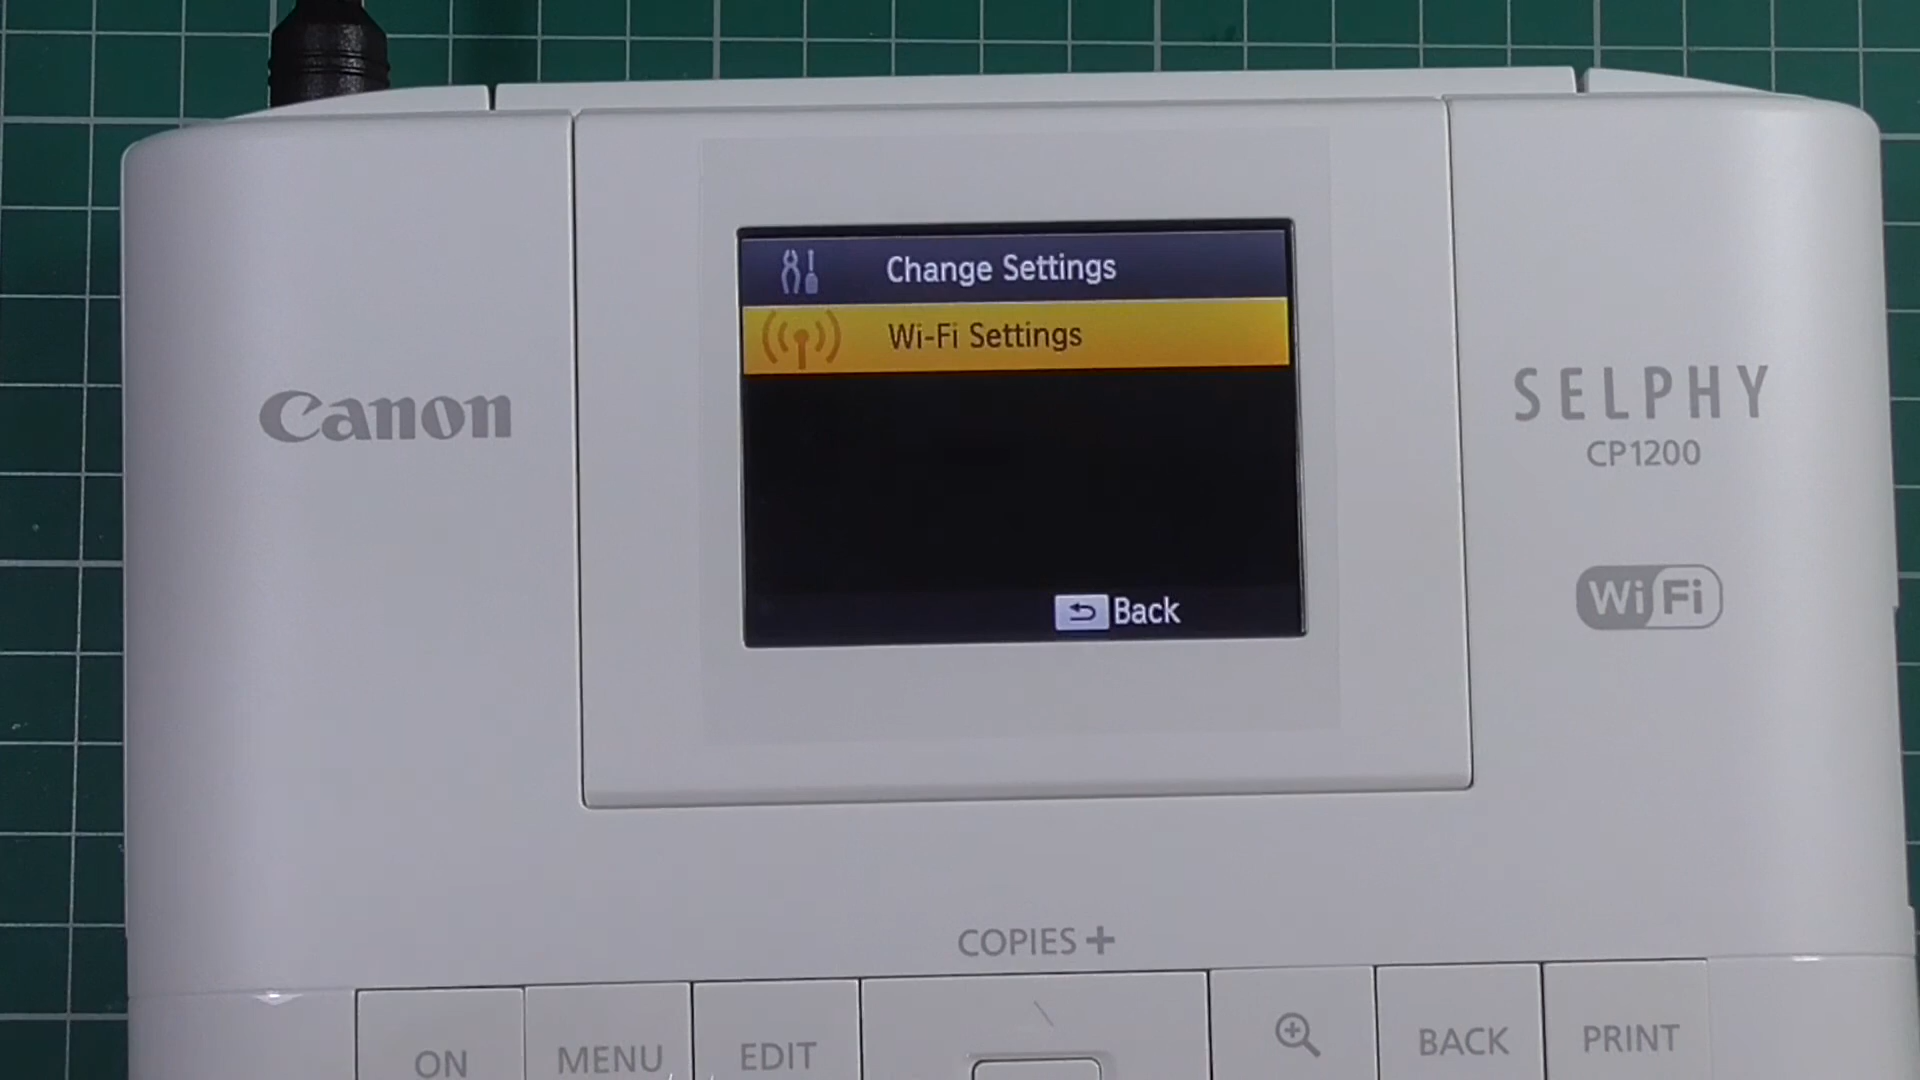 Change Settings
Wi-Fi Settings
Back
Canon
SELPHY
CP1200
WiFi
COPIES +
ON
MENU
EDIT
BACK
PRINT